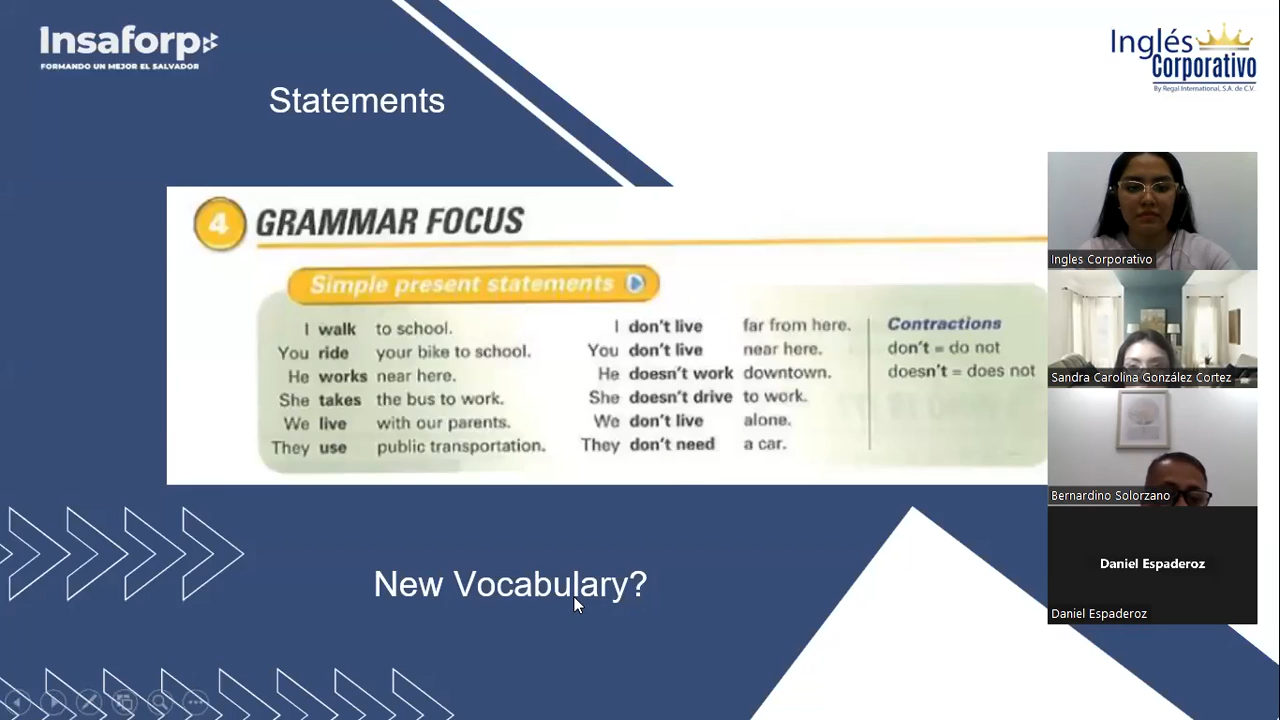 Insaforp
FORMANDO UN MEJOR EL SALVADOR
Inglés
Corporativo
By Regal International, S.A. de C.V.
Statements
4 GRAMMAR FOCUS
Simple present statements
I walk to school.
You ride your bike to school.
He works near here.
She takes the bus to work.
We live with our parents.
They use public transportation.
I don't live far from here.
You don't live near here.
He doesn't work downtown.
She doesn't drive to work.
We don't live alone.
They don't need a car.
Contractions
don't = do not
doesn't = does not
New Vocabulary?
Ingles Corporativo
Sandra Carolina González Cortez
Bernardino Solorzano
Daniel Espaderoz
Daniel Espaderoz